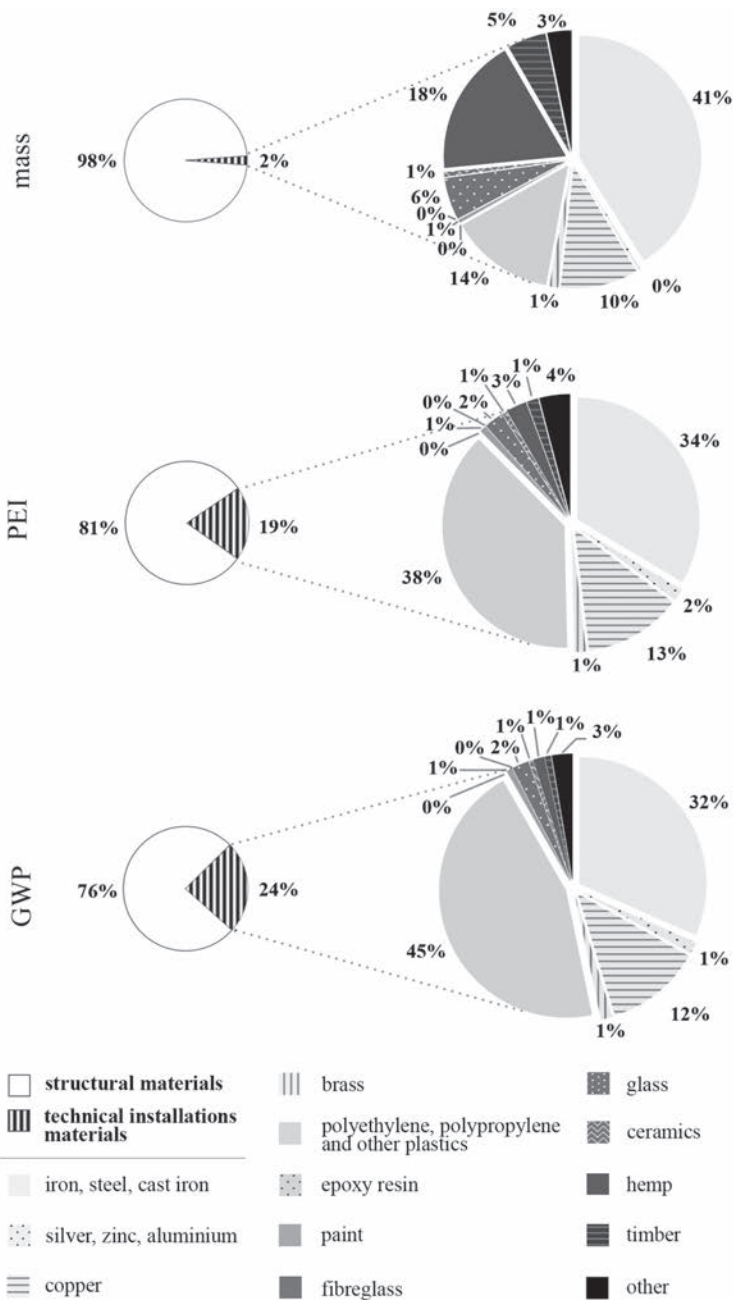 5%
3%
18%
41%
mass
98%
2%
1%
6%
0%
1%
0%
14%
1%
10%
0%
1%
1%
3%
4%
0%
2%
1%
0%
34%
PEI
81%
19%
38%
2%
13%
1%
1%
1%
1%
0%
2%
3%
1%
0%
32%
GWP
76%
24%
45%
1%
12%
1%
structural materials
technical installations
materials
iron, steel, cast iron
silver, zinc, aluminium
copper
brass
polyethylene, polypropylene
and other plastics
epoxy resin
paint
fibreglass
glass
ceramics
hemp
timber
other